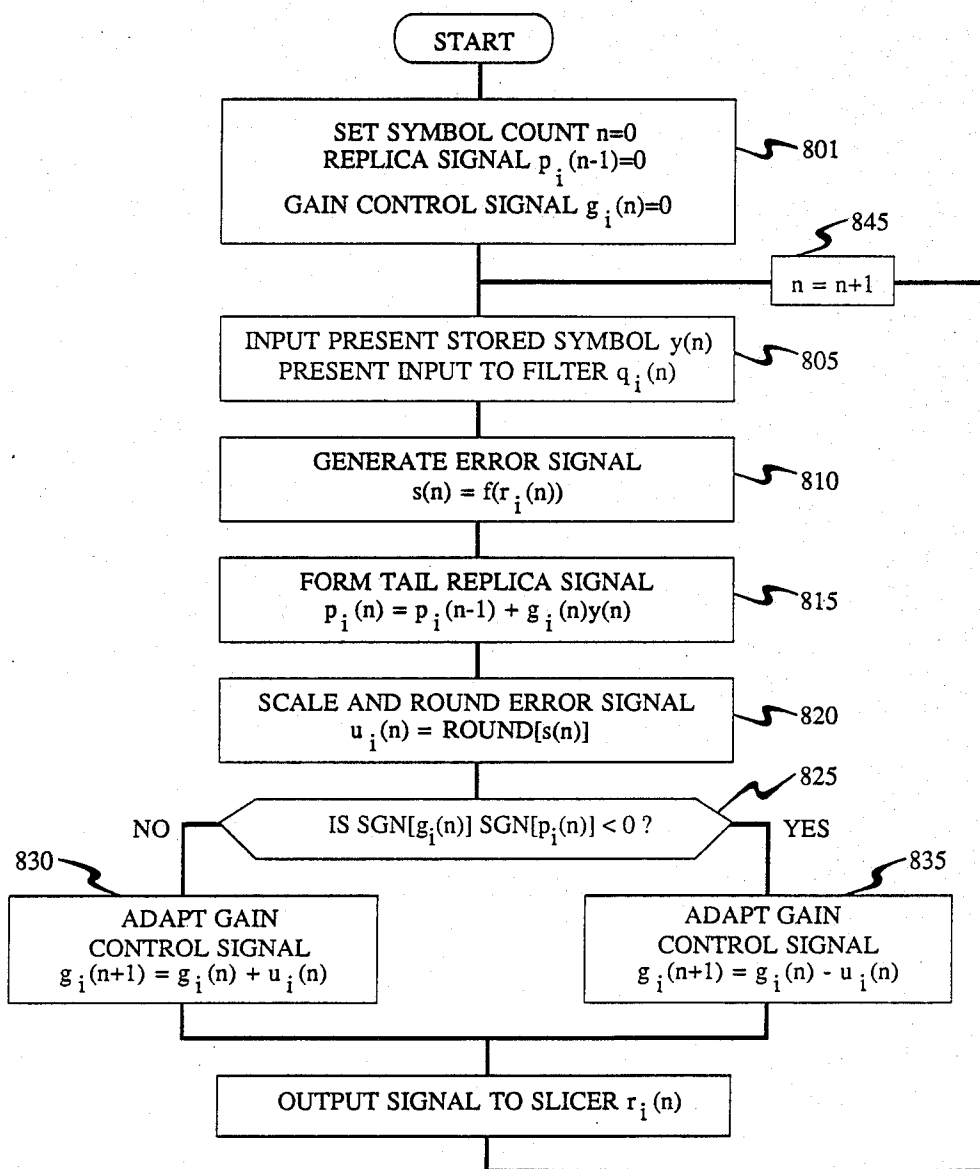 START
SET SYMBOL COUNT n=0
REPLICA SIGNAL p_i(n-1)=0
GAIN CONTROL SIGNAL g_i(n)=0
801
845
n = n+1
INPUT PRESENT STORED SYMBOL y(n)
PRESENT INPUT TO FILTER q_i(n)
805
GENERATE ERROR SIGNAL
s(n) = f(r_i(n))
810
FORM TAIL REPLICA SIGNAL
p_i(n) = p_i(n-1) + g_i(n)y(n)
815
SCALE AND ROUND ERROR SIGNAL
u_i(n) = ROUND[s(n)]
820
825
NO
IS SGN[g_i(n)] SGN[p_i(n)] < 0 ?
YES
830
835
ADAPT GAIN
CONTROL SIGNAL
g_i(n+1) = g_i(n) + u_i(n)
ADAPT GAIN
CONTROL SIGNAL
g_i(n+1) = g_i(n) - u_i(n)
OUTPUT SIGNAL TO SLICER r_i(n)